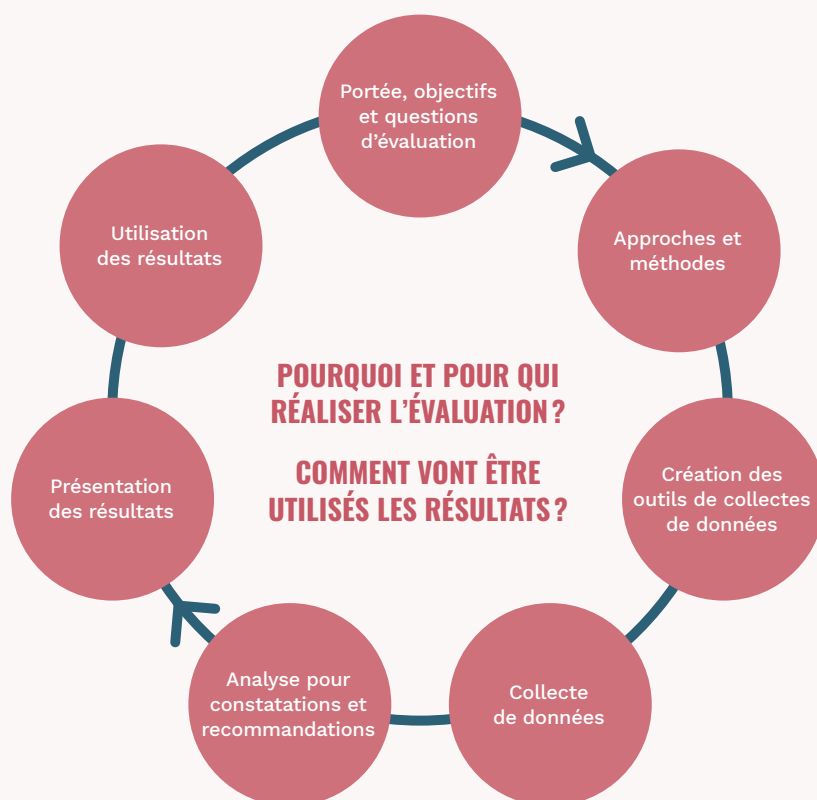 Portée, objectifs
et questions
d’évaluation
Approches et
méthodes
Création des
outils de collectes
de données
Collecte
de données
Analyse pour
constatations et
recommandations
Présentation
des résultats
Utilisation
des résultats
POURQUOI ET POUR QUI
RÉALISER L’ÉVALUATION ?
COMMENT VONT ÊTRE
UTILISÉS LES RÉSULTATS ?